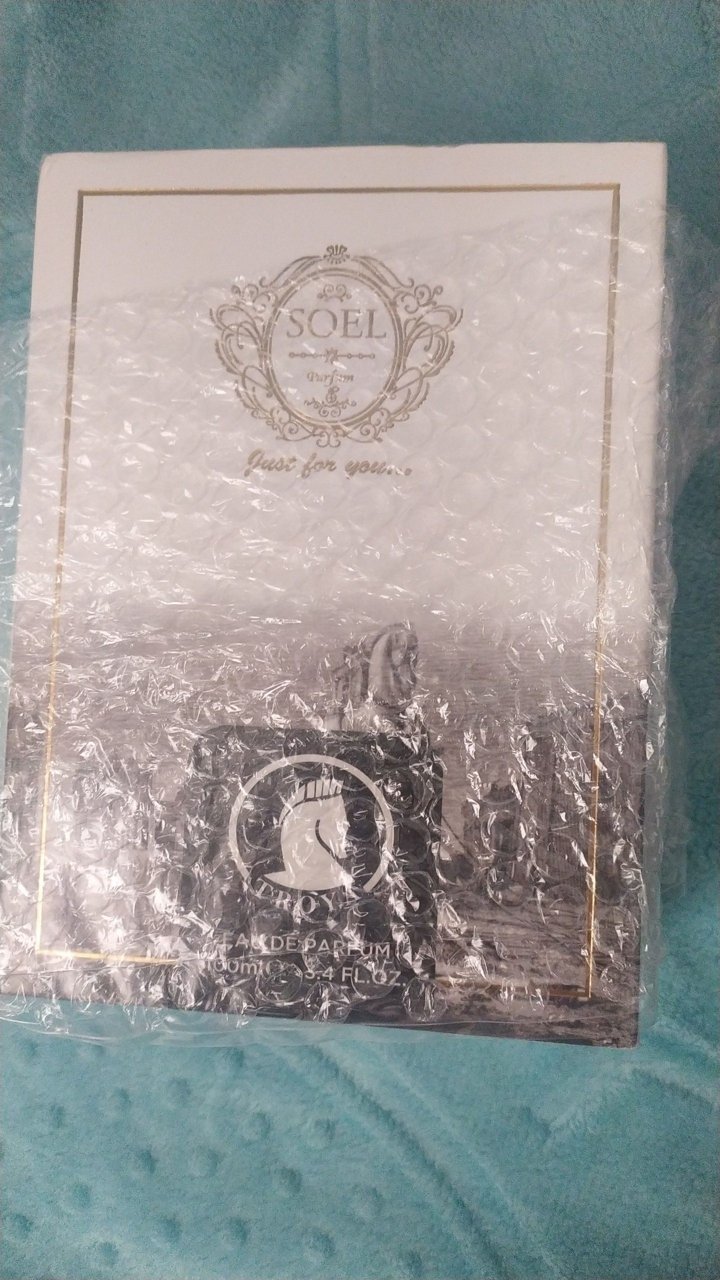 SOEL
Parfum
Just for you...
TROY
EAU DE PARFUM
100ml 3.4 FL.OZ.